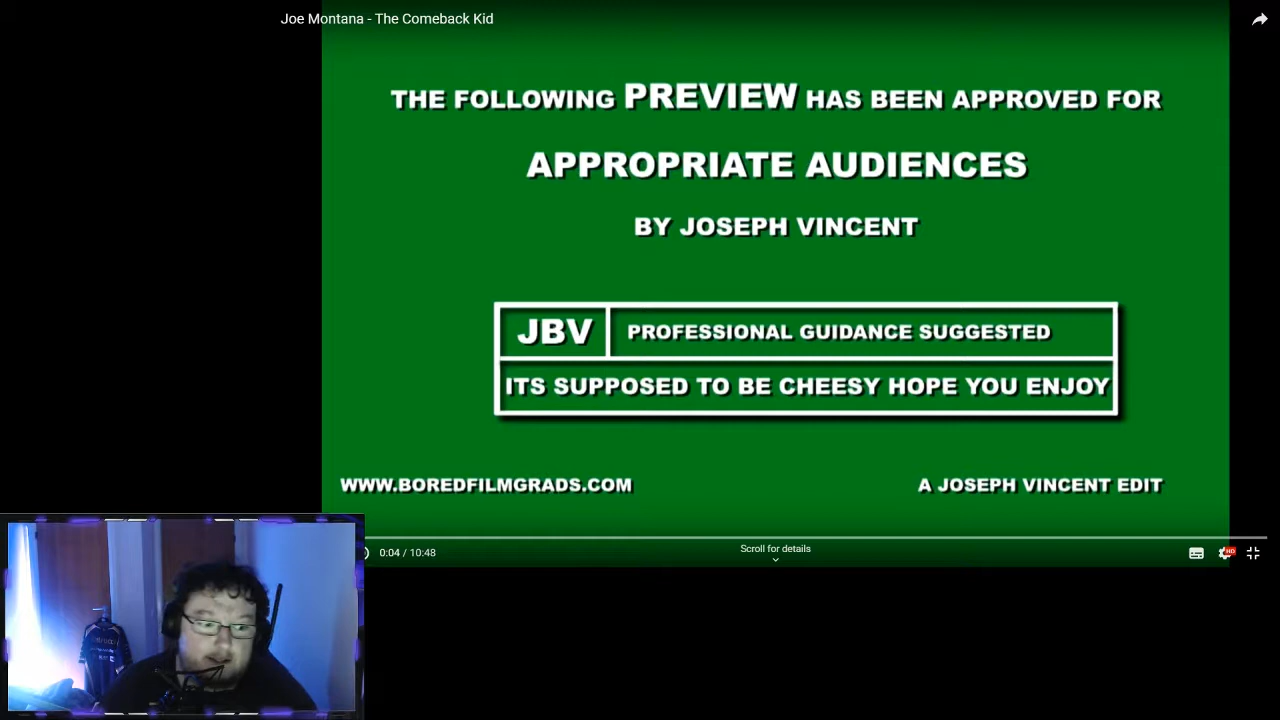 Joe Montana - The Comeback Kid
THE FOLLOWING PREVIEW HAS BEEN APPROVED FOR
APPROPRIATE AUDIENCES
BY JOSEPH VINCENT
JBV
PROFESSIONAL GUIDANCE SUGGESTED
ITS SUPPOSED TO BE CHEESY HOPE YOU ENJOY
WWW.BOREDFILMGRADS.COM
A JOSEPH VINCENT EDIT
0:04 / 10:48
Scroll for details
HD